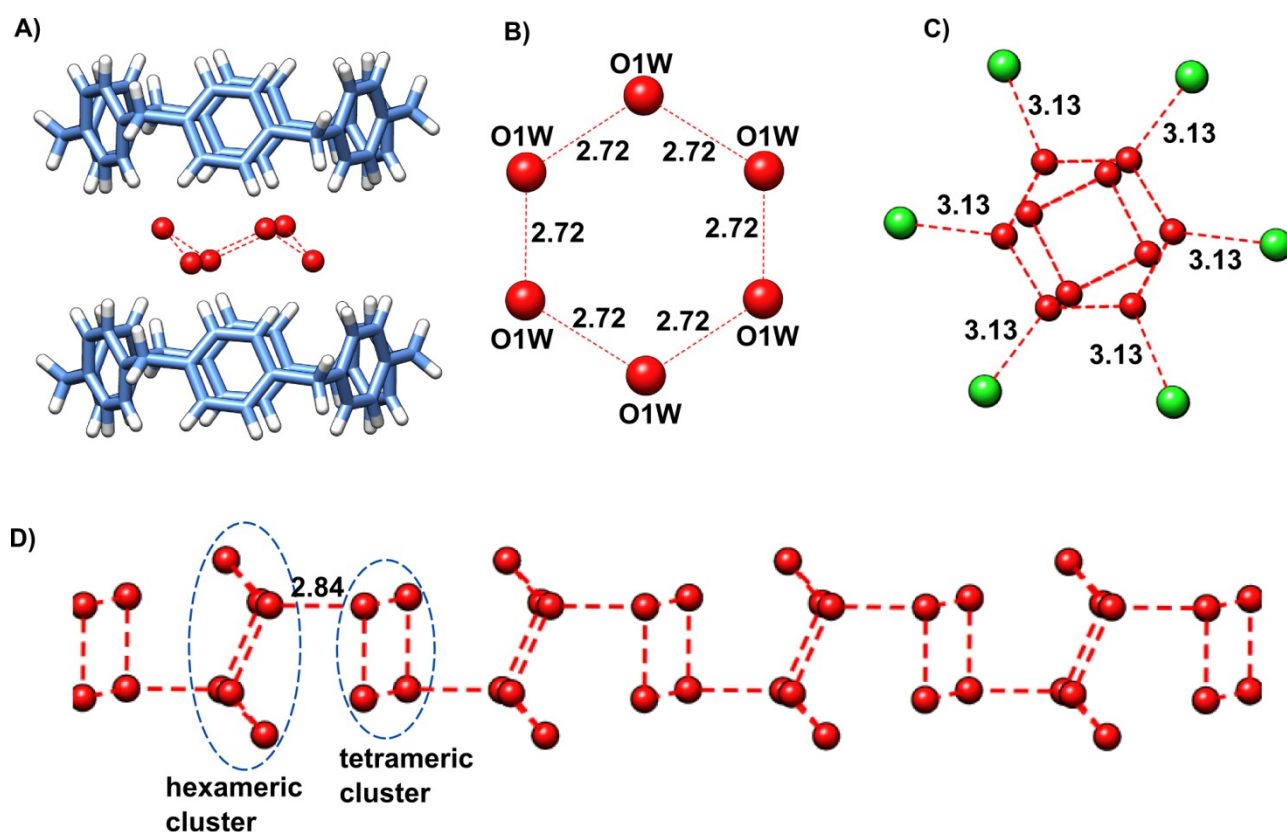 A)
B)
C)
O1W
O1W
O1W
2.72
2.72
2.72
2.72
O1W
O1W
2.72
2.72
O1W
3.13
3.13
3.13
3.13
3.13
3.13
D)
2.84
hexameric
cluster
tetrameric
cluster